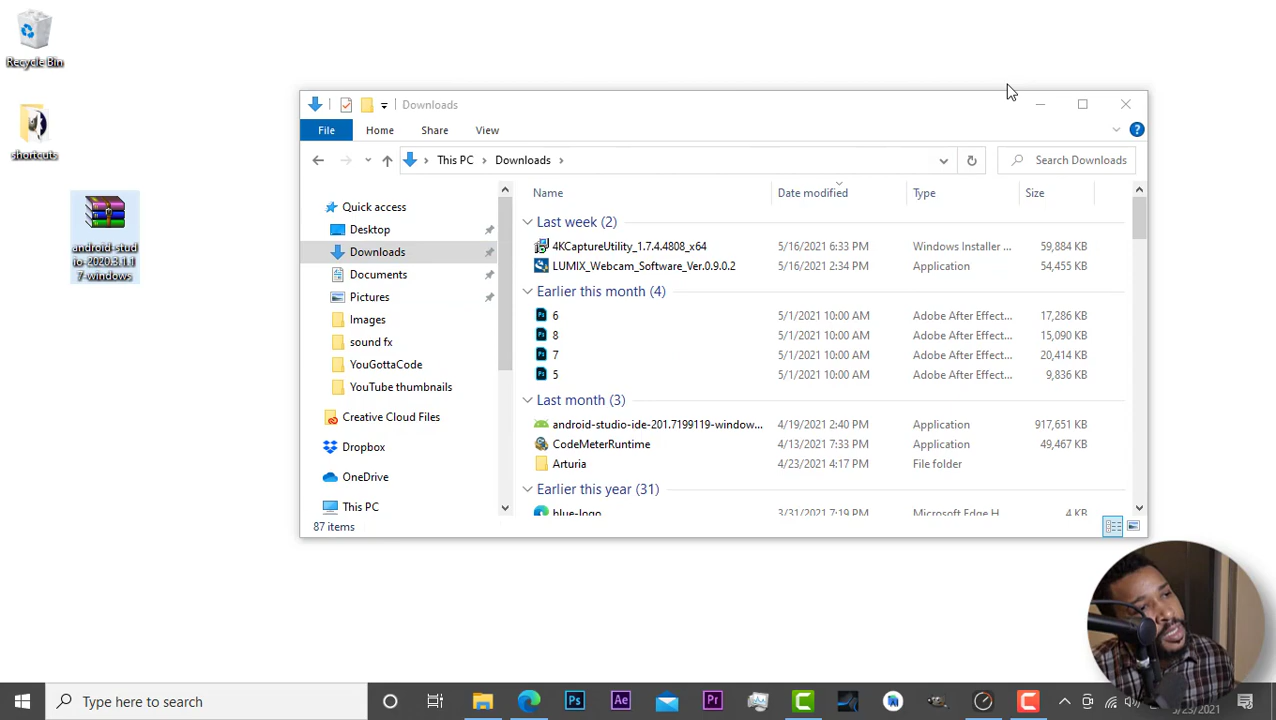 Recycle Bin
shortcuts
android-stud
io-2020.3.1.1
7-windows
Downloads
File Home Share View
This PC Downloads
Search Downloads
Quick access
Desktop
Downloads
Documents
Pictures
Images
sound fx
YouGottaCode
YouTube thumbnails
Creative Cloud Files
Dropbox
OneDrive
This PC
Name Date modified Type Size
Last week (2)
4KCaptureUtility_1.7.4.4808_x64 5/16/2021 6:33 PM Windows Installer ... 59,884 KB
LUMIX_Webcam_Software_Ver.0.9.0.2 5/16/2021 2:34 PM Application 54,455 KB
Earlier this month (4)
6 5/1/2021 10:00 AM Adobe After Effect... 17,286 KB
8 5/1/2021 10:00 AM Adobe After Effect... 15,090 KB
7 5/1/2021 10:00 AM Adobe After Effect... 20,414 KB
5 5/1/2021 10:00 AM Adobe After Effect... 9,836 KB
Last month (3)
android-studio-ide-201.7199119-window... 4/19/2021 2:40 PM Application 917,651 KB
CodeMeterRuntime 4/13/2021 7:33 PM Application 49,467 KB
Arturia 4/23/2021 4:17 PM File folder
Earlier this year (31)
blue-logo 3/31/2021 7:19 PM Microsoft Edge H... 4 KB
87 items
Type here to search
Ps
Ae
Pr
5/23/2021